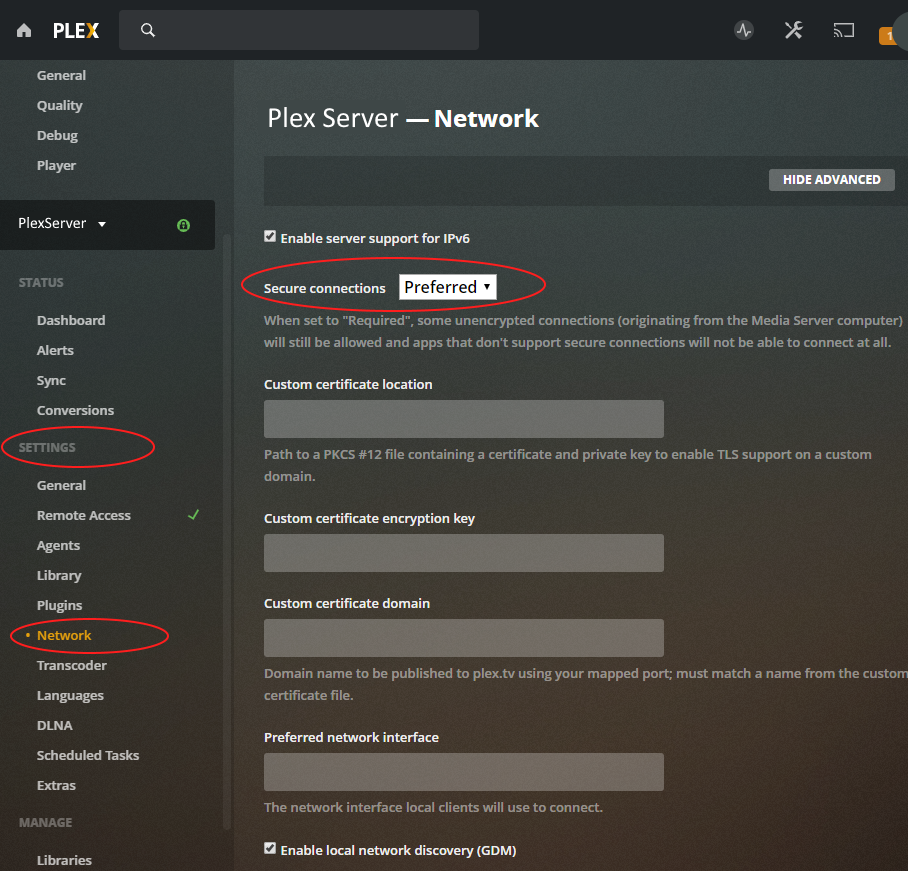 PLEX
1
General
Quality
Debug
Player
PlexServer
STATUS
Dashboard
Alerts
Sync
Conversions
SETTINGS
General
Remote Access
Agents
Library
Plugins
Network
Transcoder
Languages
DLNA
Scheduled Tasks
Extras
MANAGE
Libraries
Plex Server — Network
HIDE ADVANCED
Enable server support for IPv6
Secure connections Preferred
When set to "Required", some unencrypted connections (originating from the Media Server computer)
will still be allowed and apps that don't support secure connections will not be able to connect at all.
Custom certificate location
Path to a PKCS #12 file containing a certificate and private key to enable TLS support on a custom
domain.
Custom certificate encryption key
Custom certificate domain
Domain name to be published to plex.tv using your mapped port; must match a name from the custom
certificate file.
Preferred network interface
The network interface local clients will use to connect.
Enable local network discovery (GDM)